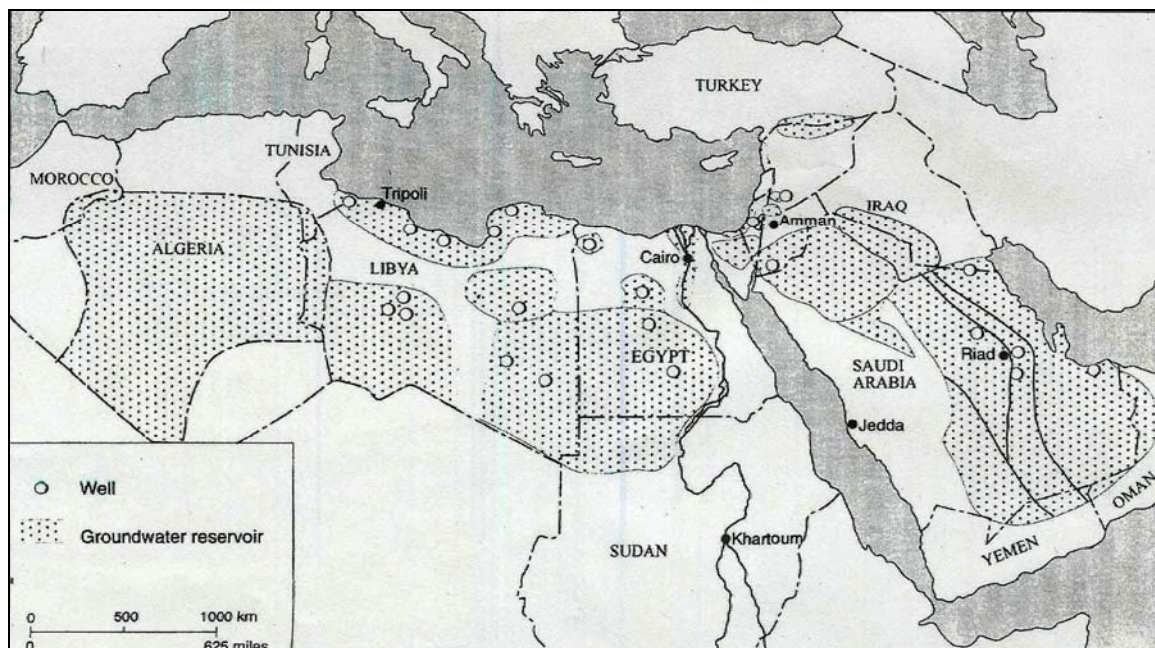 TURKEY
TUNISIA
MOROCCO
Tripoli
IRAQ
Amman
ALGERIA
LIBYA
Cairo
EGYPT
Riad
SAUDI
ARABIA
Jedda
OMAN
YEMEN
SUDAN
Khartoum
Well
Groundwater reservoir
0 500 1000 km
0 625 miles